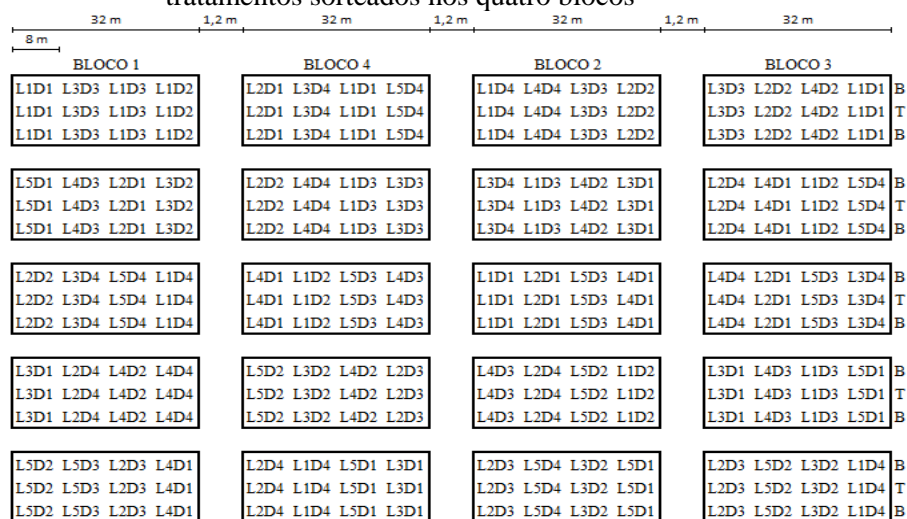 tratamentos sorteados nos quatro blocos
32 m 1,2 m 32 m 1,2 m 32 m 1,2 m 32 m
8 m
BLOCO 1 BLOCO 4 BLOCO 2 BLOCO 3
L1D1 L3D3 L1D3 L1D2 L2D1 L3D4 L1D1 L5D4 L1D4 L4D4 L3D3 L2D2 L3D3 L2D2 L4D2 L1D1 B
L1D1 L3D3 L1D3 L1D2 L2D1 L3D4 L1D1 L5D4 L1D4 L4D4 L3D3 L2D2 L3D3 L2D2 L4D2 L1D1 T
L1D1 L3D3 L1D3 L1D2 L2D1 L3D4 L1D1 L5D4 L1D4 L4D4 L3D3 L2D2 L3D3 L2D2 L4D2 L1D1 B
L5D1 L4D3 L2D1 L3D2 L2D2 L4D4 L1D3 L3D3 L3D4 L1D3 L4D2 L3D1 L2D4 L4D1 L1D2 L5D4 B
L5D1 L4D3 L2D1 L3D2 L2D2 L4D4 L1D3 L3D3 L3D4 L1D3 L4D2 L3D1 L2D4 L4D1 L1D2 L5D4 T
L5D1 L4D3 L2D1 L3D2 L2D2 L4D4 L1D3 L3D3 L3D4 L1D3 L4D2 L3D1 L2D4 L4D1 L1D2 L5D4 B
L2D2 L3D4 L5D4 L1D4 L4D1 L1D2 L5D3 L4D3 L1D1 L2D1 L5D3 L4D1 L4D4 L2D1 L5D3 L3D4 B
L2D2 L3D4 L5D4 L1D4 L4D1 L1D2 L5D3 L4D3 L1D1 L2D1 L5D3 L4D1 L4D4 L2D1 L5D3 L3D4 T
L2D2 L3D4 L5D4 L1D4 L4D1 L1D2 L5D3 L4D3 L1D1 L2D1 L5D3 L4D1 L4D4 L2D1 L5D3 L3D4 B
L3D1 L2D4 L4D2 L4D4 L5D2 L3D2 L4D2 L2D3 L4D3 L2D4 L5D2 L1D2 L3D1 L4D3 L1D3 L5D1 B
L3D1 L2D4 L4D2 L4D4 L5D2 L3D2 L4D2 L2D3 L4D3 L2D4 L5D2 L1D2 L3D1 L4D3 L1D3 L5D1 T
L3D1 L2D4 L4D2 L4D4 L5D2 L3D2 L4D2 L2D3 L4D3 L2D4 L5D2 L1D2 L3D1 L4D3 L1D3 L5D1 B
L5D2 L5D3 L2D3 L4D1 L2D4 L1D4 L5D1 L3D1 L2D3 L5D4 L3D2 L5D1 L2D3 L5D2 L3D2 L1D4 B
L5D2 L5D3 L2D3 L4D1 L2D4 L1D4 L5D1 L3D1 L2D3 L5D4 L3D2 L5D1 L2D3 L5D2 L3D2 L1D4 T
L5D2 L5D3 L2D3 L4D1 L2D4 L1D4 L5D1 L3D1 L2D3 L5D4 L3D2 L5D1 L2D3 L5D2 L3D2 L1D4 B